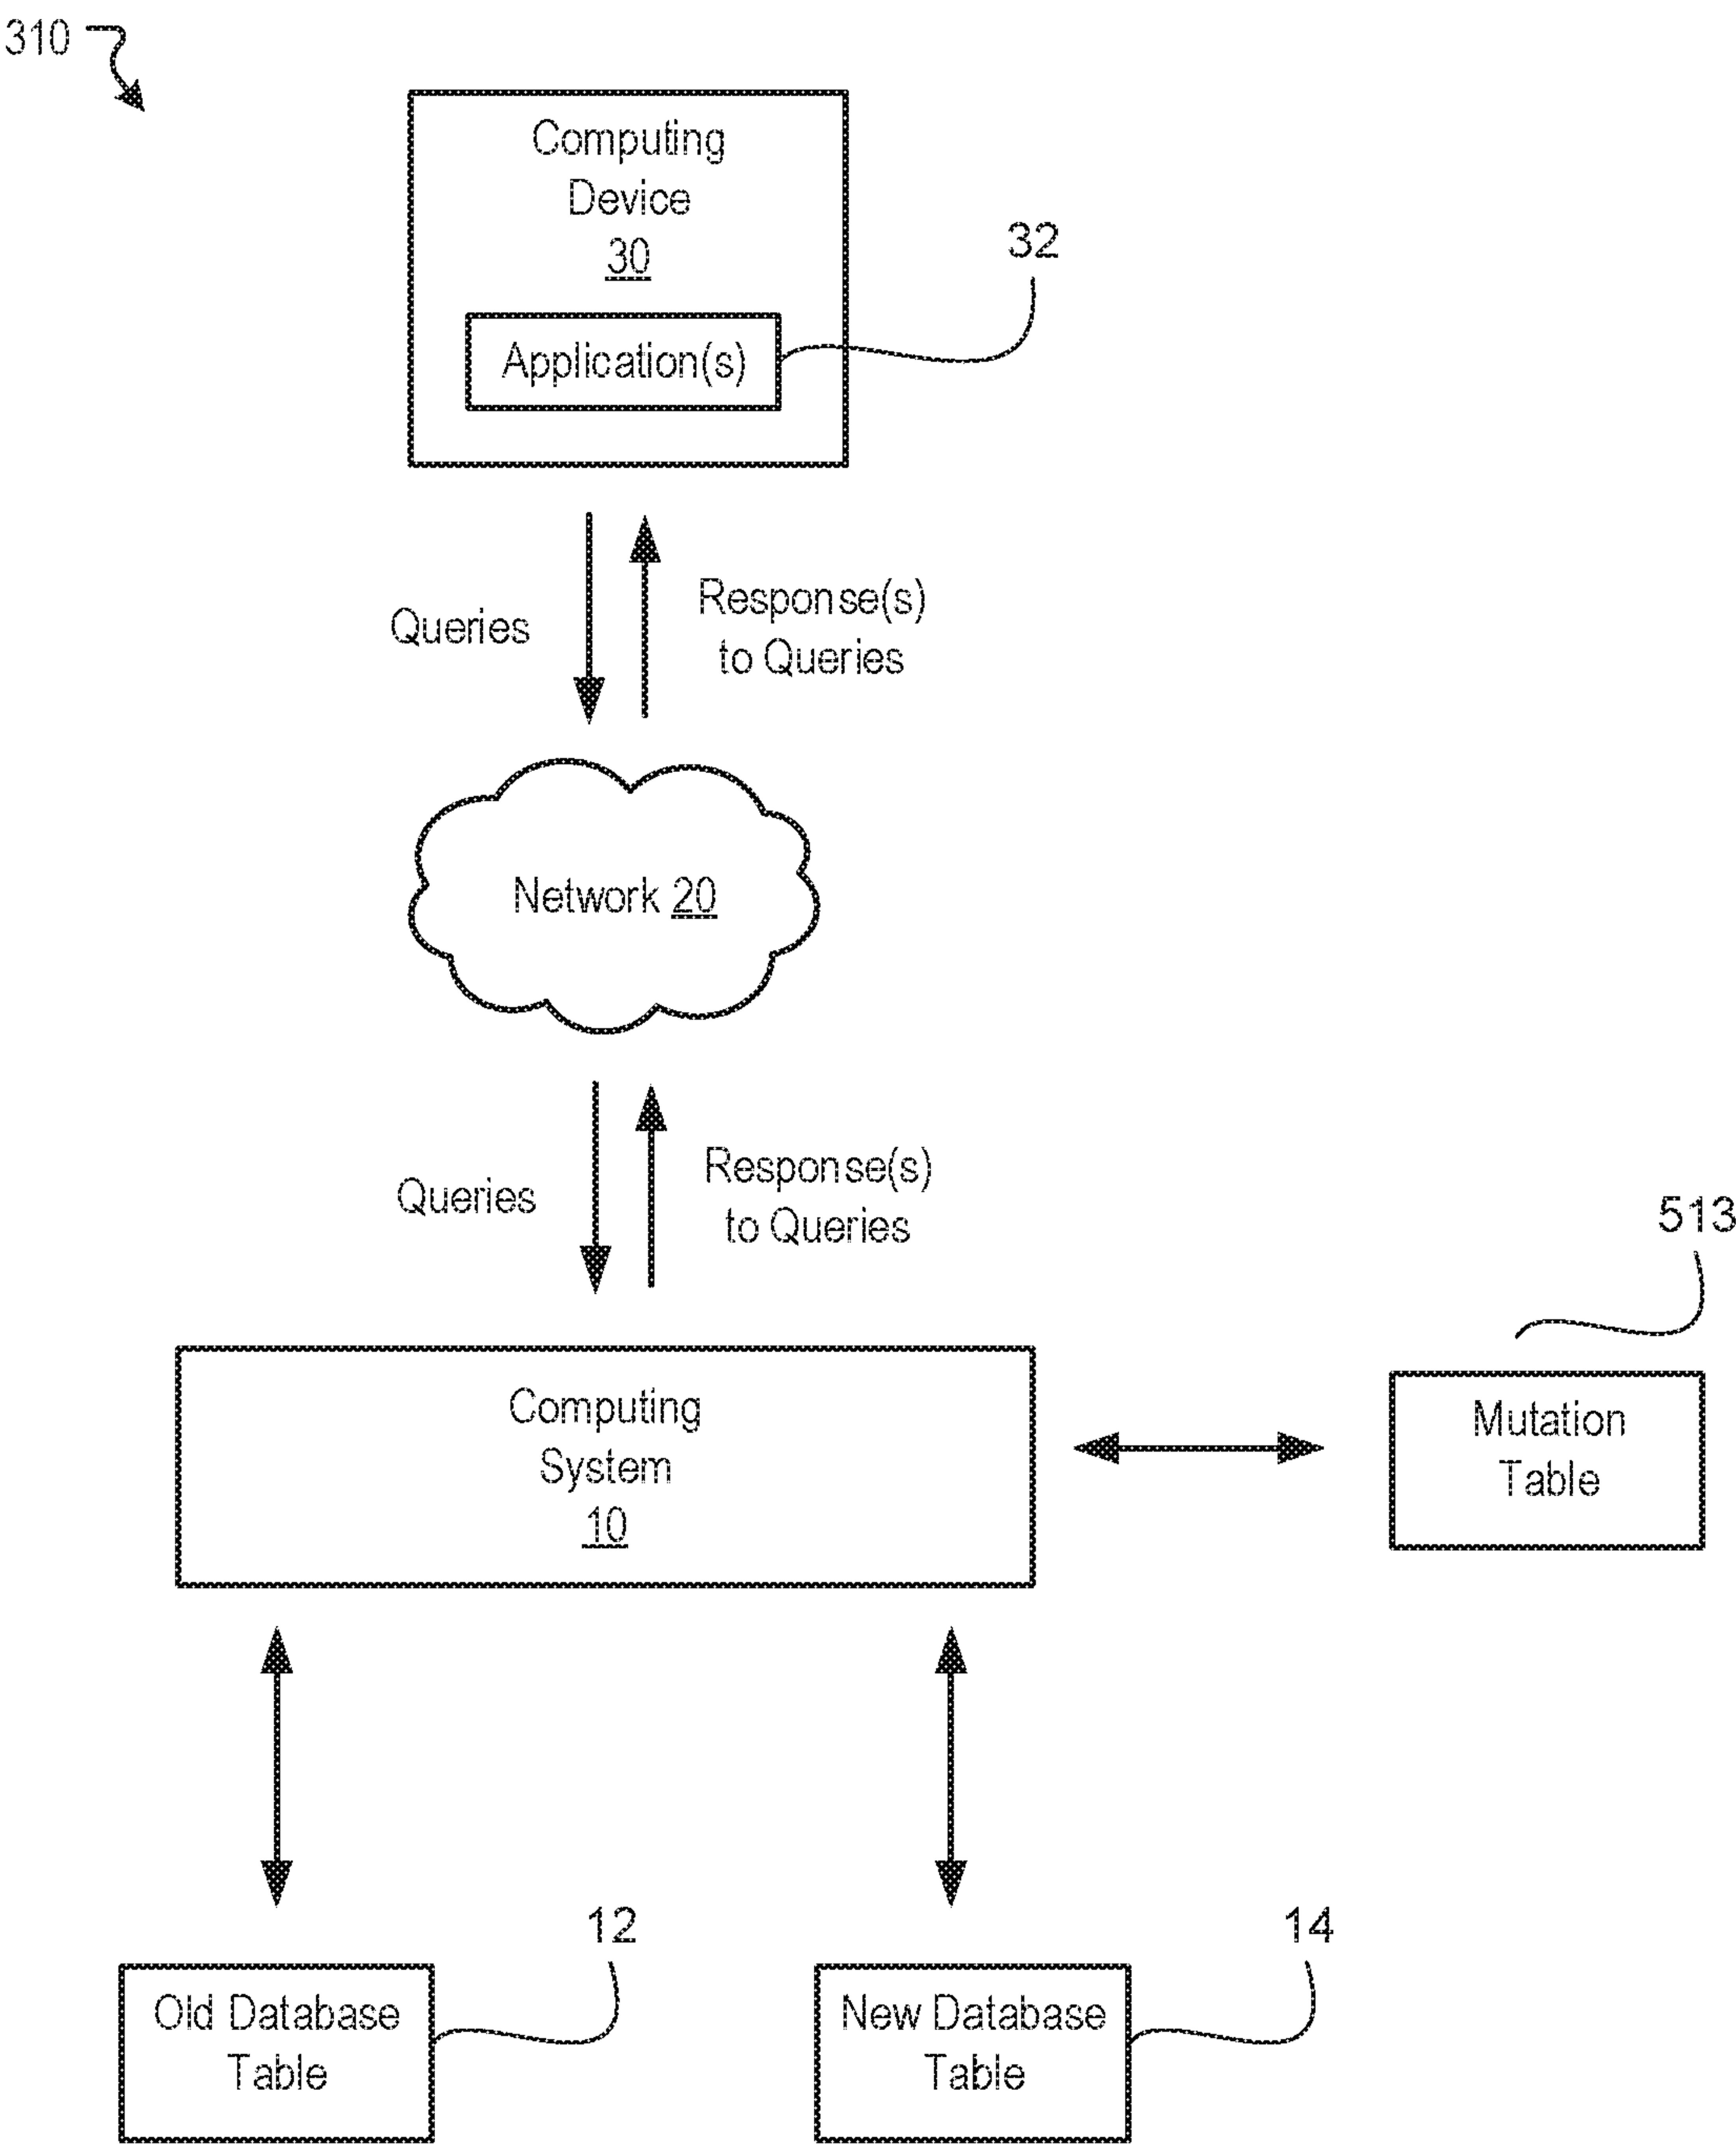 310
Computing
Device
30
32
Application(s)
Queries
Response(s)
to Queries
Network 20
Queries
Response(s)
to Queries
513
Computing
System
10
Mutation
Table
12
14
Old Database
Table
New Database
Table